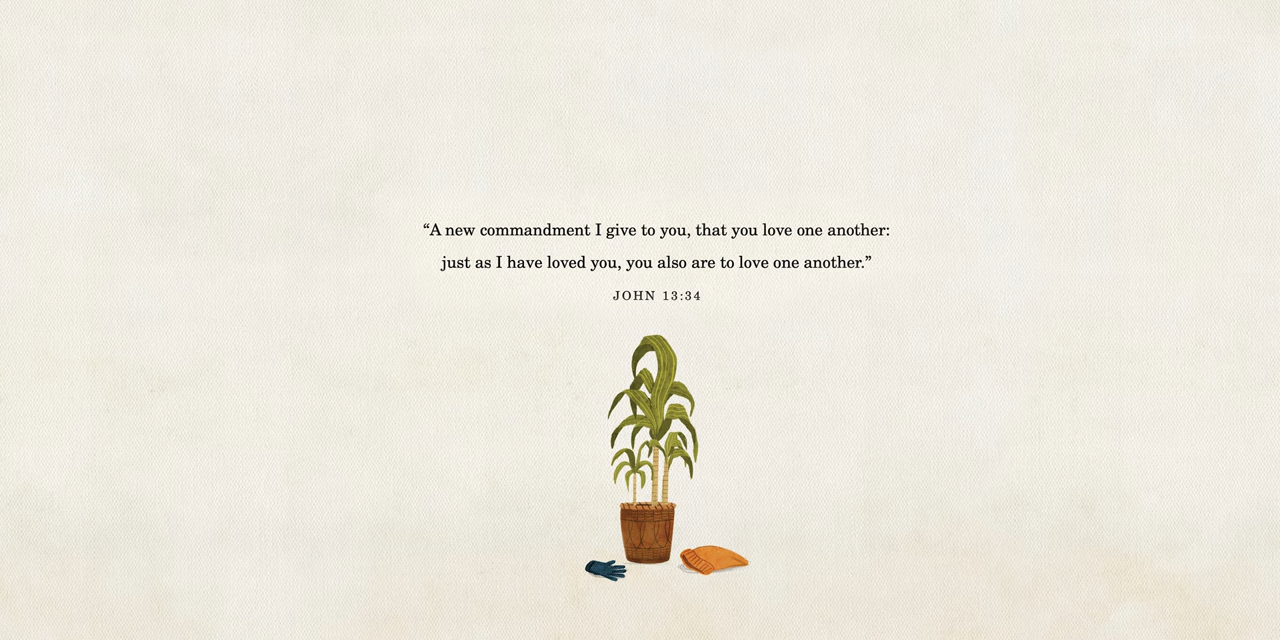 “A new commandment I give to you, that you love one another:
just as I have loved you, you also are to love one another.”
JOHN 13:34